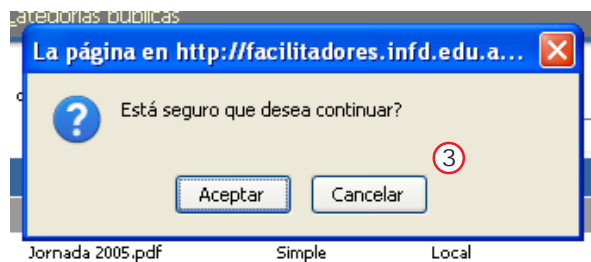 Categorías públicas
La página en http://facilitadores.infd.edu.a...
Está seguro que desea continuar?
3
Aceptar Cancelar
Jornada 2005.pdf Simple Local